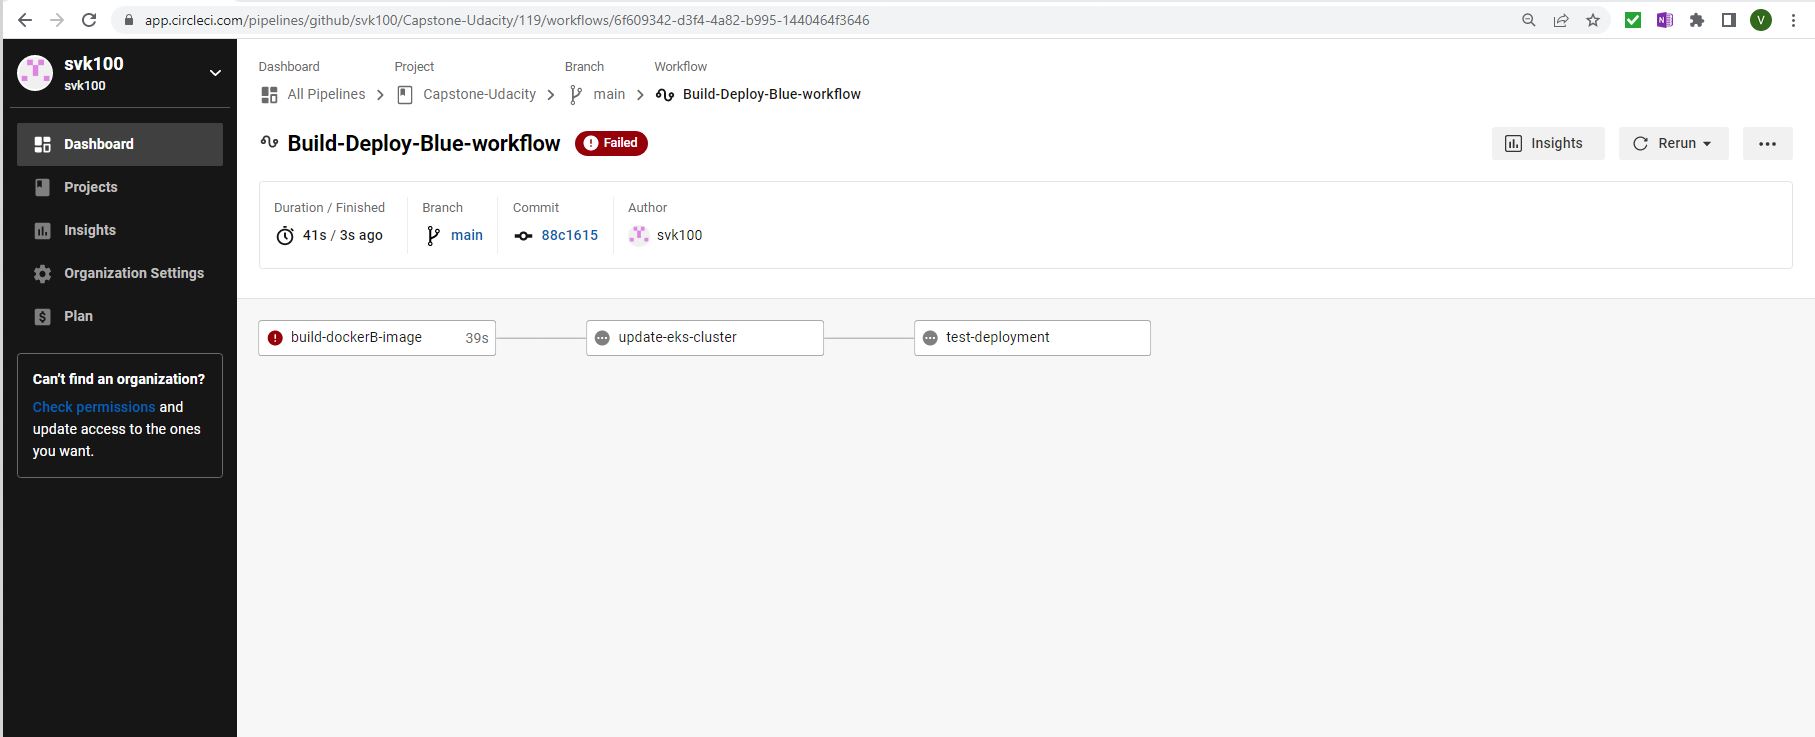 app.circleci.com/pipelines/github/svk100/Capstone-Udacity/119/workflows/6f609342-d3f4-4a82-b995-1440464f3646
V
svk100
svk100
Dashboard
Projects
Insights
Organization Settings
Plan
Can't find an organization?
Check permissions and
update access to the ones
you want.
Dashboard Project Branch Workflow
All Pipelines Capstone-Udacity main Build-Deploy-Blue-workflow
Build-Deploy-Blue-workflow Failed
Insights Rerun
Duration / Finished Branch Commit Author
41s / 3s ago main 88c1615 svk100
build-dockerB-image 39s update-eks-cluster test-deployment